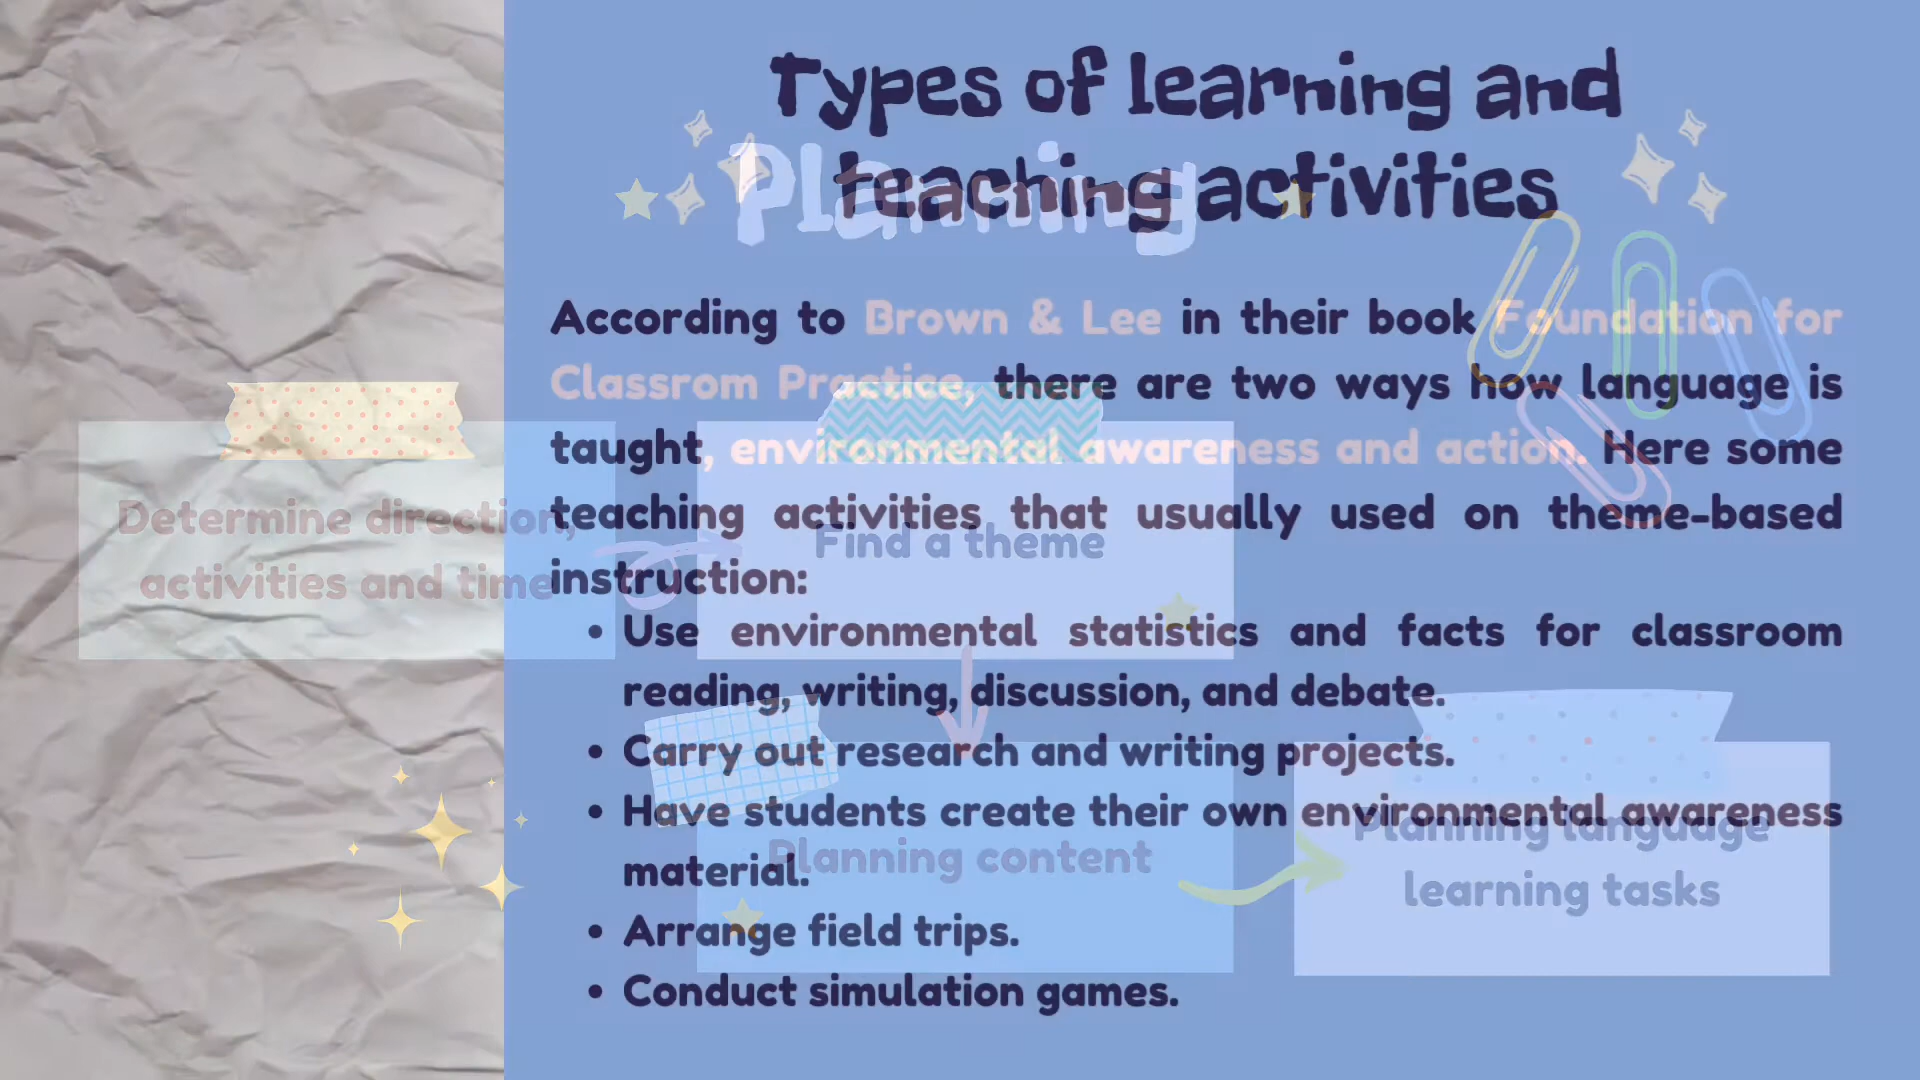 Types of learning and
teaching activities
According to Brown & Lee in their book Foundation for
Classrom Practice, there are two ways how language is
taught, environmental awareness and action. Here some
teaching activities that usually used on theme-based
instruction:
• Use environmental statistics and facts for classroom
reading, writing, discussion, and debate.
• Carry out research and writing projects.
• Have students create their own environmental awareness
material.
• Arrange field trips.
• Conduct simulation games.
Planning
Determine direction,
activities and time
Find a theme
Planning content
Planning language
learning tasks